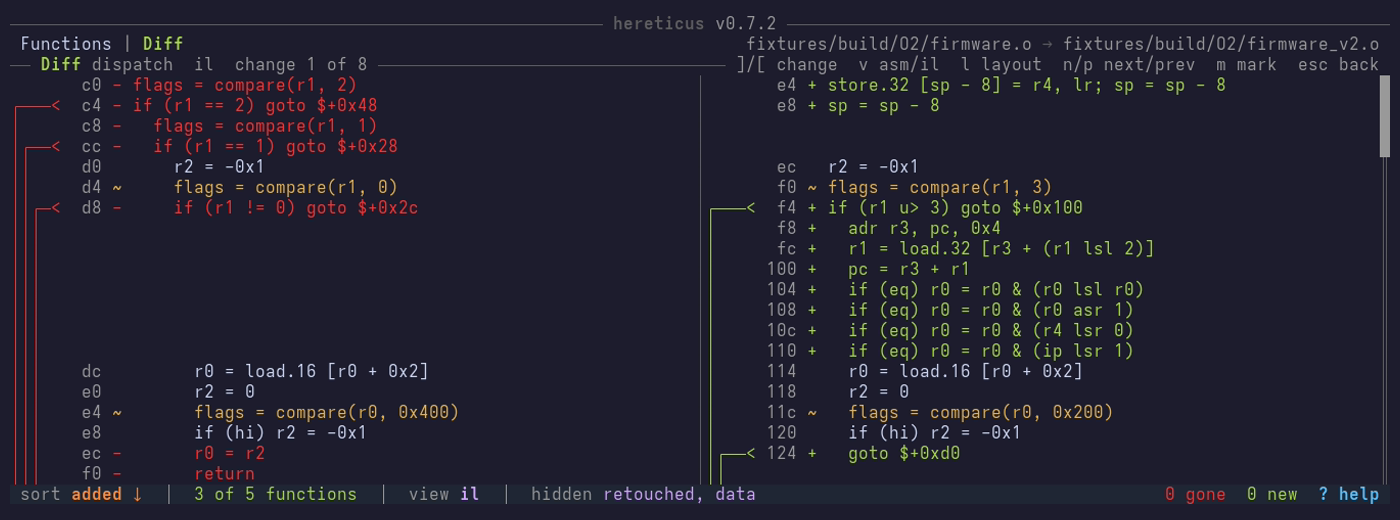 hereticus v0.7.2
Functions | Diff fixtures/build/O2/firmware.o → fixtures/build/O2/firmware_v2.o
Diff dispatch il change 1 of 8 ]/[ change v asm/il l layout n/p next/prev m mark esc back
c0 - flags = compare(r1, 2) e4 + store.32 [sp - 8] = r4, lr; sp = sp - 8
< c4 - if (r1 == 2) goto $+0x48 e8 + sp = sp - 8
c8 - flags = compare(r1, 1)
< cc - if (r1 == 1) goto $+0x28
d0 r2 = -0x1 ec r2 = -0x1
d4 ~ flags = compare(r1, 0) f0 ~ flags = compare(r1, 3)
< d8 - if (r1 != 0) goto $+0x2c < f4 + if (r1 u> 3) goto $+0x100
f8 + adr r3, pc, 0x4
fc + r1 = load.32 [r3 + (r1 lsl 2)]
100 + pc = r3 + r1
104 + if (eq) r0 = r0 & (r0 lsl r0)
108 + if (eq) r0 = r0 & (r0 asr 1)
10c + if (eq) r0 = r0 & (r4 lsr 0)
110 + if (eq) r0 = r0 & (ip lsr 1)
dc r0 = load.16 [r0 + 0x2] 114 r0 = load.16 [r0 + 0x2]
e0 r2 = 0 118 r2 = 0
e4 ~ flags = compare(r0, 0x400) 11c ~ flags = compare(r0, 0x200)
e8 if (hi) r2 = -0x1 120 if (hi) r2 = -0x1
ec - r0 = r2 < 124 + goto $+0xd0
f0 - return
sort added ↓ | 3 of 5 functions | view il | hidden retouched, data 0 gone 0 new ? help